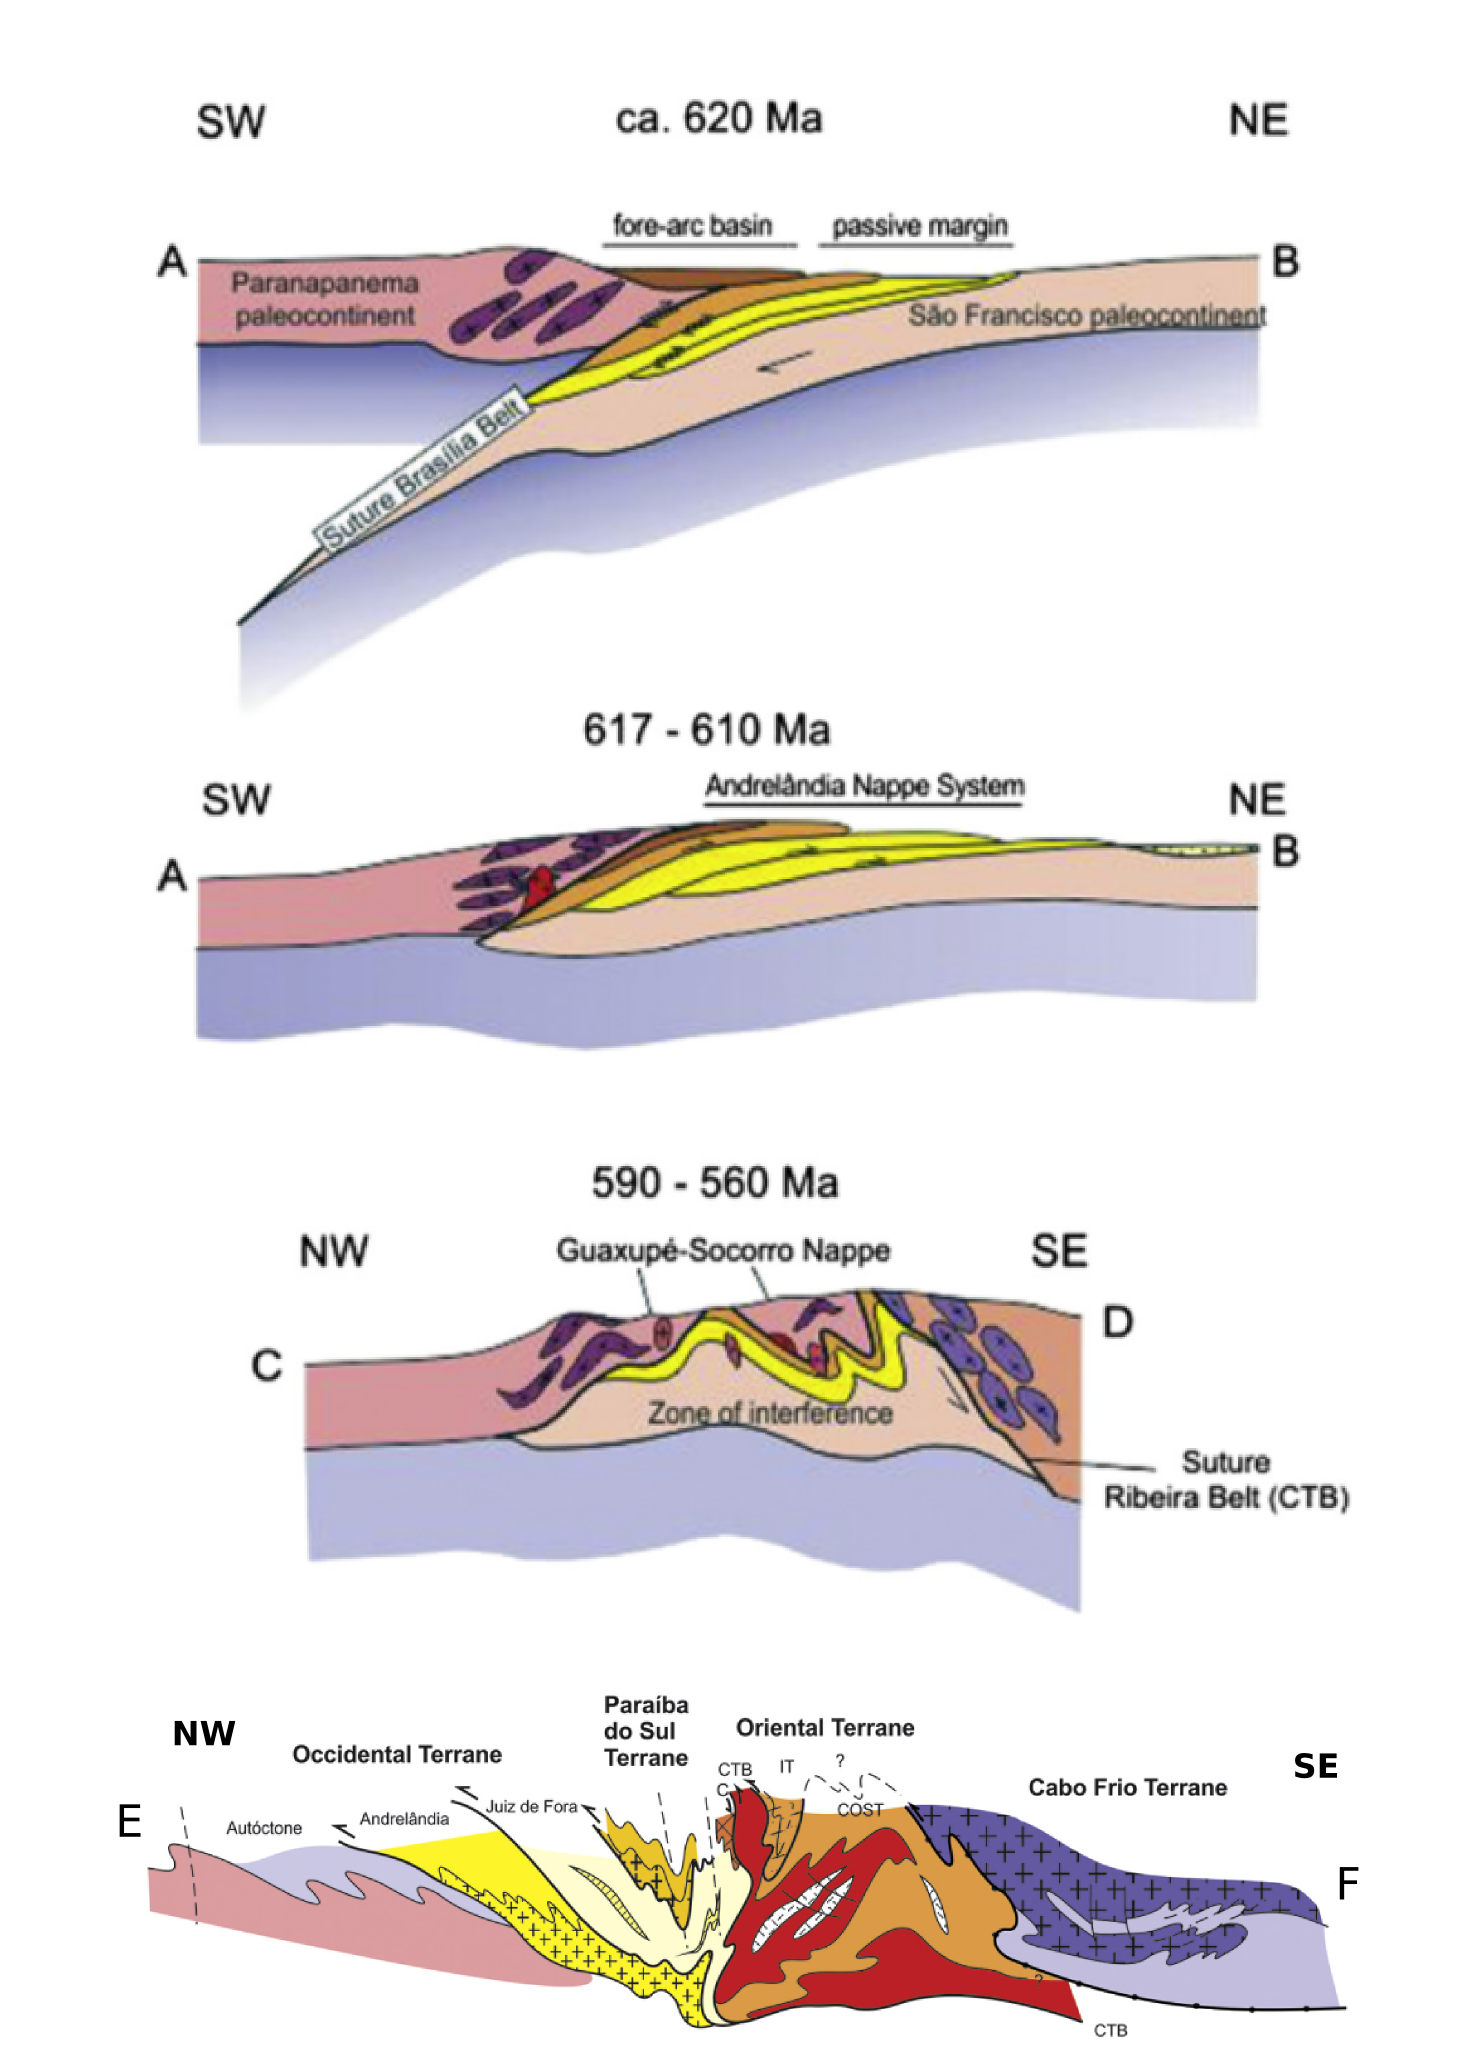 SW
ca. 620 Ma
NE
fore-arc basin
passive margin
A
B
Paranapanema
paleocontinent
São Francisco paleocontinent
Suture Brasília Belt
617 - 610 Ma
SW
Andrelândia Nappe System
NE
A
B
590 - 560 Ma
NW
Guaxupé-Socorro Nappe
SE
C
D
Zone of interference
Suture
Ribeira Belt (CTB)
NW
Occidental Terrane
Paraíba
do Sul
Terrane
Oriental Terrane
SE
Cabo Frio Terrane
CTB
IT
?
C
E
Autóctone
Andrelândia
Juiz de Fora
COST
F
?
CTB